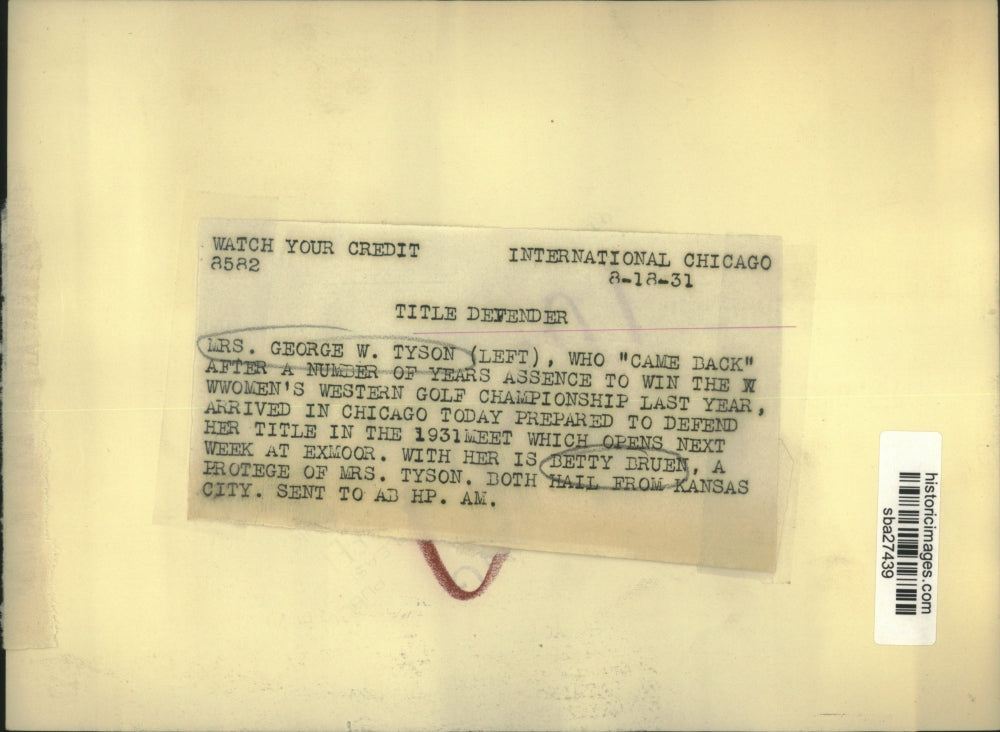 WATCH YOUR CREDIT INTERNATIONAL CHICAGO
8582 8-18-31
TITLE DEFENDER
MRS. GEORGE W. TYSON (LEFT), WHO "CAME BACK"
AFTER A NUMBER OF YEARS ASSENCE TO WIN THE W
WWOMEN'S WESTERN GOLF CHAMPIONSHIP LAST YEAR,
ARRIVED IN CHICAGO TODAY PREPARED TO DEFEND
HER TITLE IN THE 1931MEET WHICH OPENS NEXT
WEEK AT EXMOOR. WITH HER IS BETTY BRUEN, A
PROTEGE OF MRS. TYSON. BOTH HAIL FROM KANSAS
CITY. SENT TO AB HP. AM.
historicimages.com
sba27439